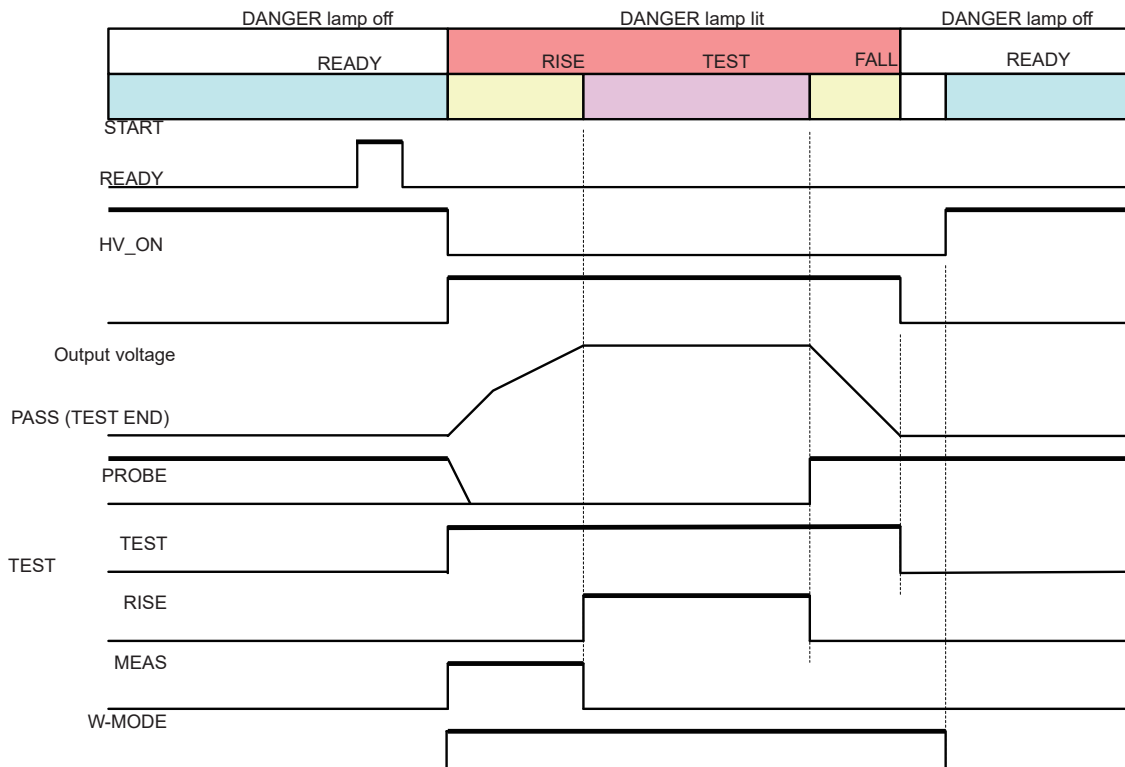 DANGER lamp off
DANGER lamp lit
DANGER lamp off
READY
RISE
TEST
FALL
READY
START
READY
HV_ON
Output voltage
PASS (TEST END)
PROBE
TEST
TEST
RISE
MEAS
W-MODE